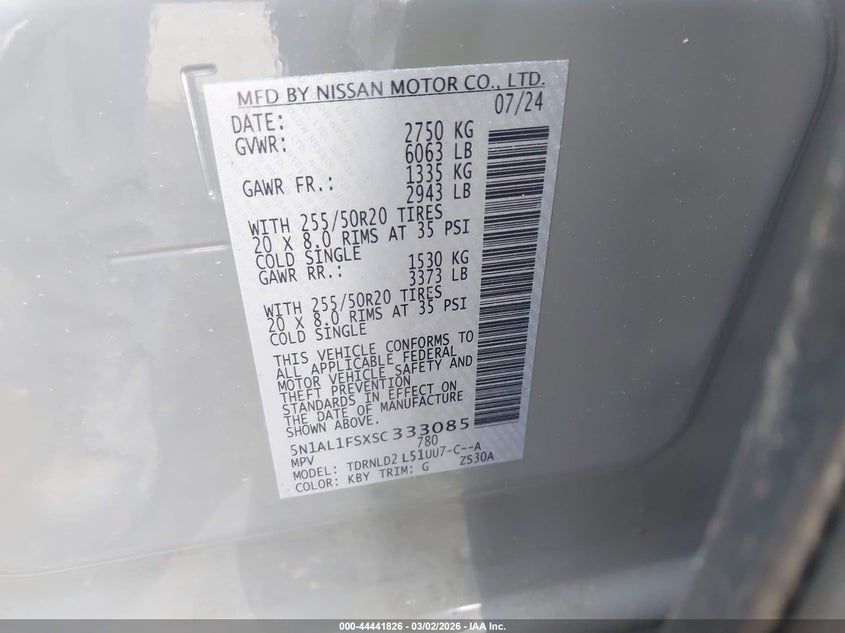 MFD BY NISSAN MOTOR CO., LTD.
DATE: 07/24
GVWR: 2750 KG
6063 LB
GAWR FR.: 1335 KG
2943 LB
WITH 255/50R20 TIRES
20 X 8.0 RIMS AT 35 PSI
COLD SINGLE
GAWR RR.: 1530 KG
3373 LB
WITH 255/50R20 TIRES
20 X 8.0 RIMS AT 35 PSI
COLD SINGLE
THIS VEHICLE CONFORMS TO
ALL APPLICABLE FEDERAL
MOTOR VEHICLE SAFETY AND
THEFT PREVENTION
STANDARDS IN EFFECT ON
THE DATE OF MANUFACTURE
SHOWN ABOVE.
5N1AL1FSXSC333085
MPV 780
MODEL: TDRNLD2 L51UU7-C--A
COLOR: KBY TRIM: G ZS30A
000-44441826 - 03/02/2026 - IAA Inc.